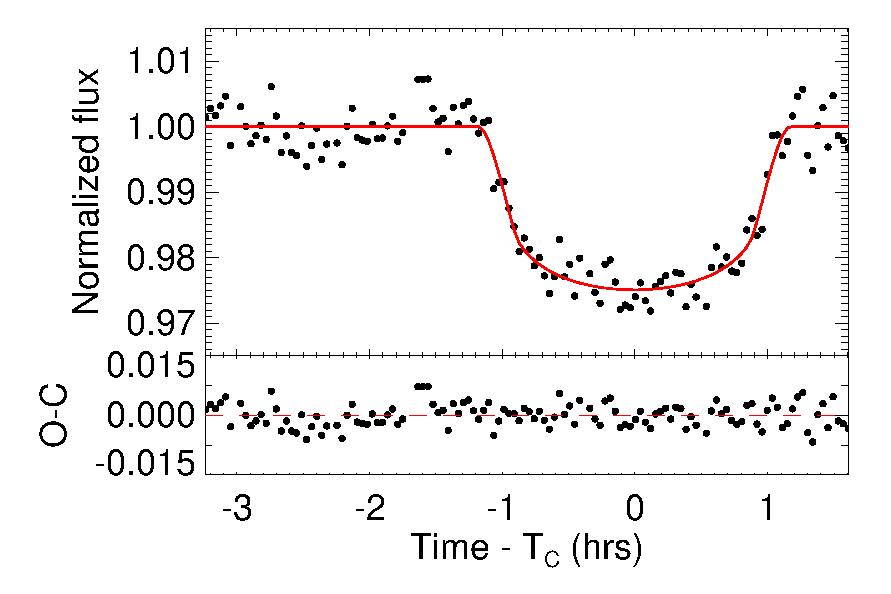 Normalized flux
1.01
1.00
0.99
0.98
0.97
O-C
0.015
0.000
-0.015
-3 -2 -1 0 1
Time - T_C (hrs)